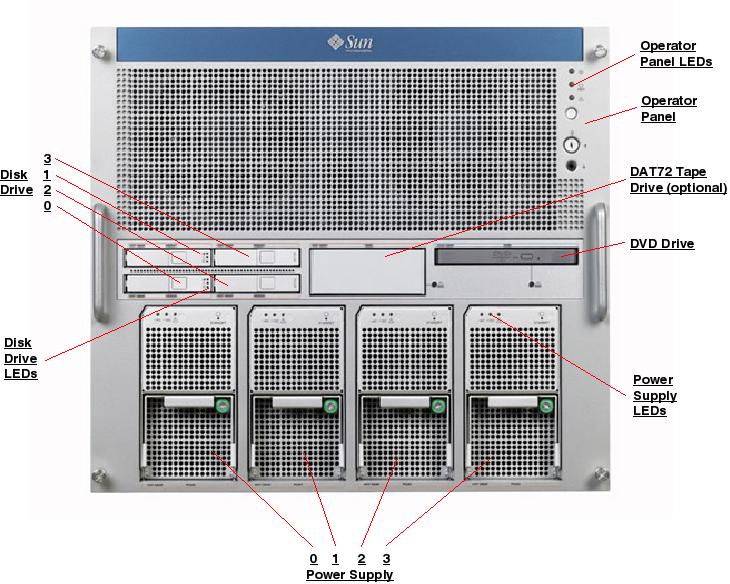 Sun
Operator
Panel LEDs
Operator
Panel
3
Disk 1
Drive 2
0
DAT72 Tape
Drive (optional)
DVD Drive
Disk
Drive
LEDs
Power
Supply
LEDs
0 1 2 3
Power Supply